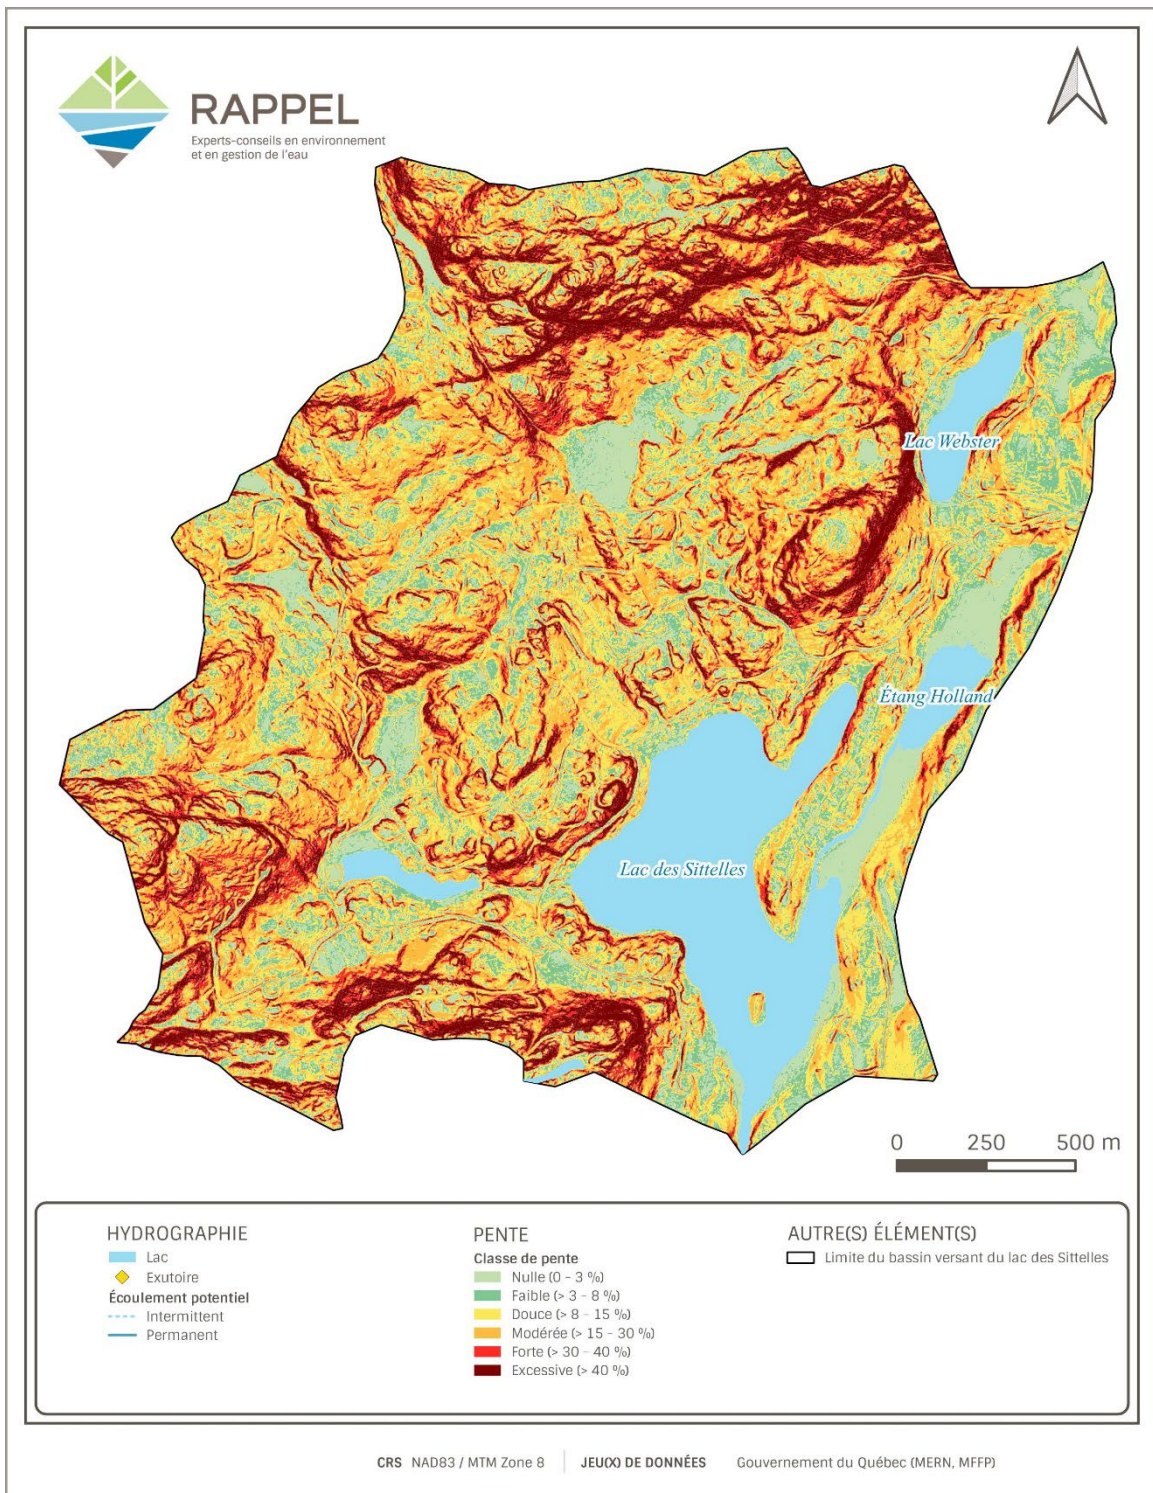 RAPPEL
Experts-conseils en environnement
et en gestion de l'eau
Lac Webster
Étang Holland
Lac des Sittelles
0 250 500 m
HYDROGRAPHIE
Lac
Exutoire
Écoulement potentiel
Intermittent
Permanent
PENTE
Classe de pente
Nulle (0 - 3 %)
Faible (> 3 - 8 %)
Douce (> 8 - 15 %)
Modérée (> 15 - 30 %)
Forte (> 30 - 40 %)
Excessive (> 40 %)
AUTRE(S) ÉLÉMENT(S)
Limite du bassin versant du lac des Sittelles
CRS NAD83 / MTM Zone 8 JEU(X) DE DONNÉES Gouvernement du Québec (MERN, MFFP)